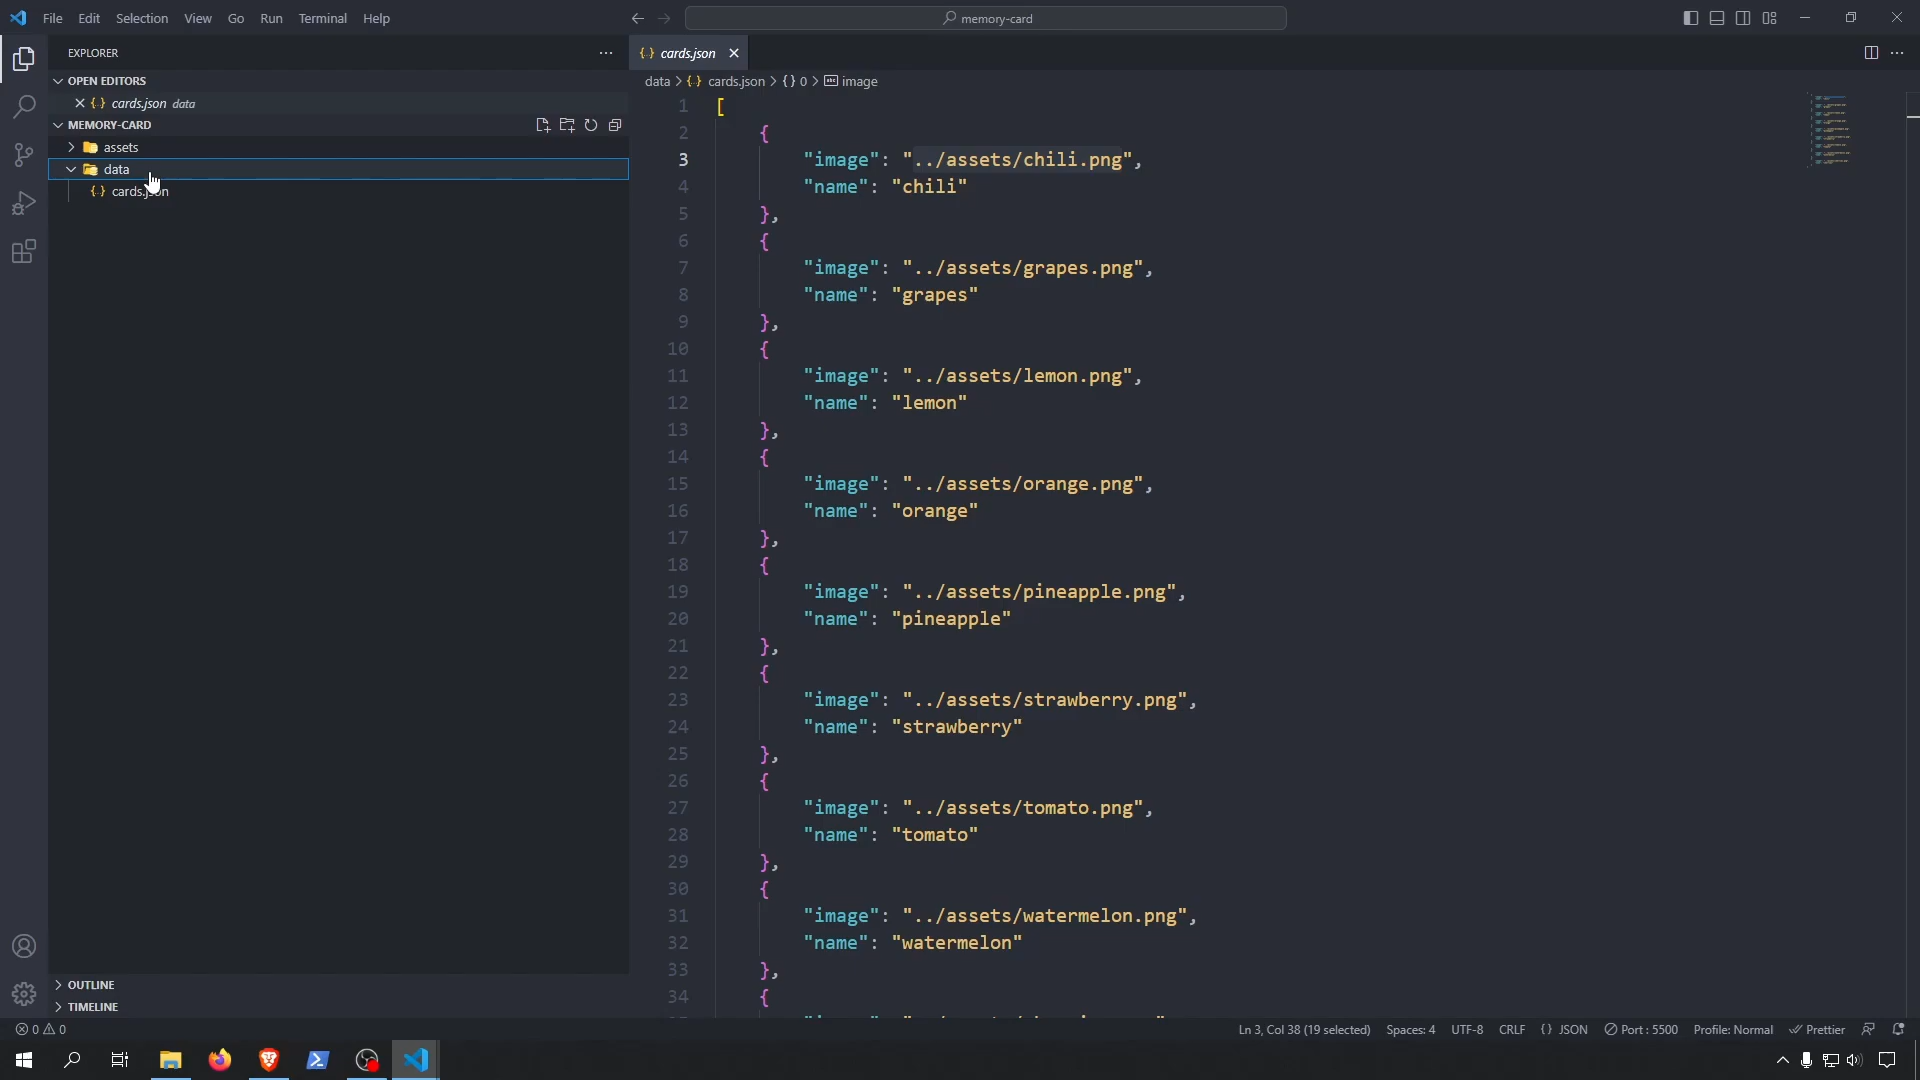 File Edit Selection View Go Run Terminal Help
memory-card
EXPLORER
OPEN EDITORS
cards.json data
MEMORY-CARD
assets
data
cards.json
OUTLINE
TIMELINE
cards.json
data > cards.json > {} 0 > image
1 [
2 {
3 "image": "../assets/chili.png",
4 "name": "chili"
5 },
6 {
7 "image": "../assets/grapes.png",
8 "name": "grapes"
9 },
10 {
11 "image": "../assets/lemon.png",
12 "name": "lemon"
13 },
14 {
15 "image": "../assets/orange.png",
16 "name": "orange"
17 },
18 {
19 "image": "../assets/pineapple.png",
20 "name": "pineapple"
21 },
22 {
23 "image": "../assets/strawberry.png",
24 "name": "strawberry"
25 },
26 {
27 "image": "../assets/tomato.png",
28 "name": "tomato"
29 },
30 {
31 "image": "../assets/watermelon.png",
32 "name": "watermelon"
33 },
34 {
0 0
Ln 3, Col 38 (19 selected) Spaces: 4 UTF-8 CRLF {} JSON Port : 5500 Profile: Normal Prettier